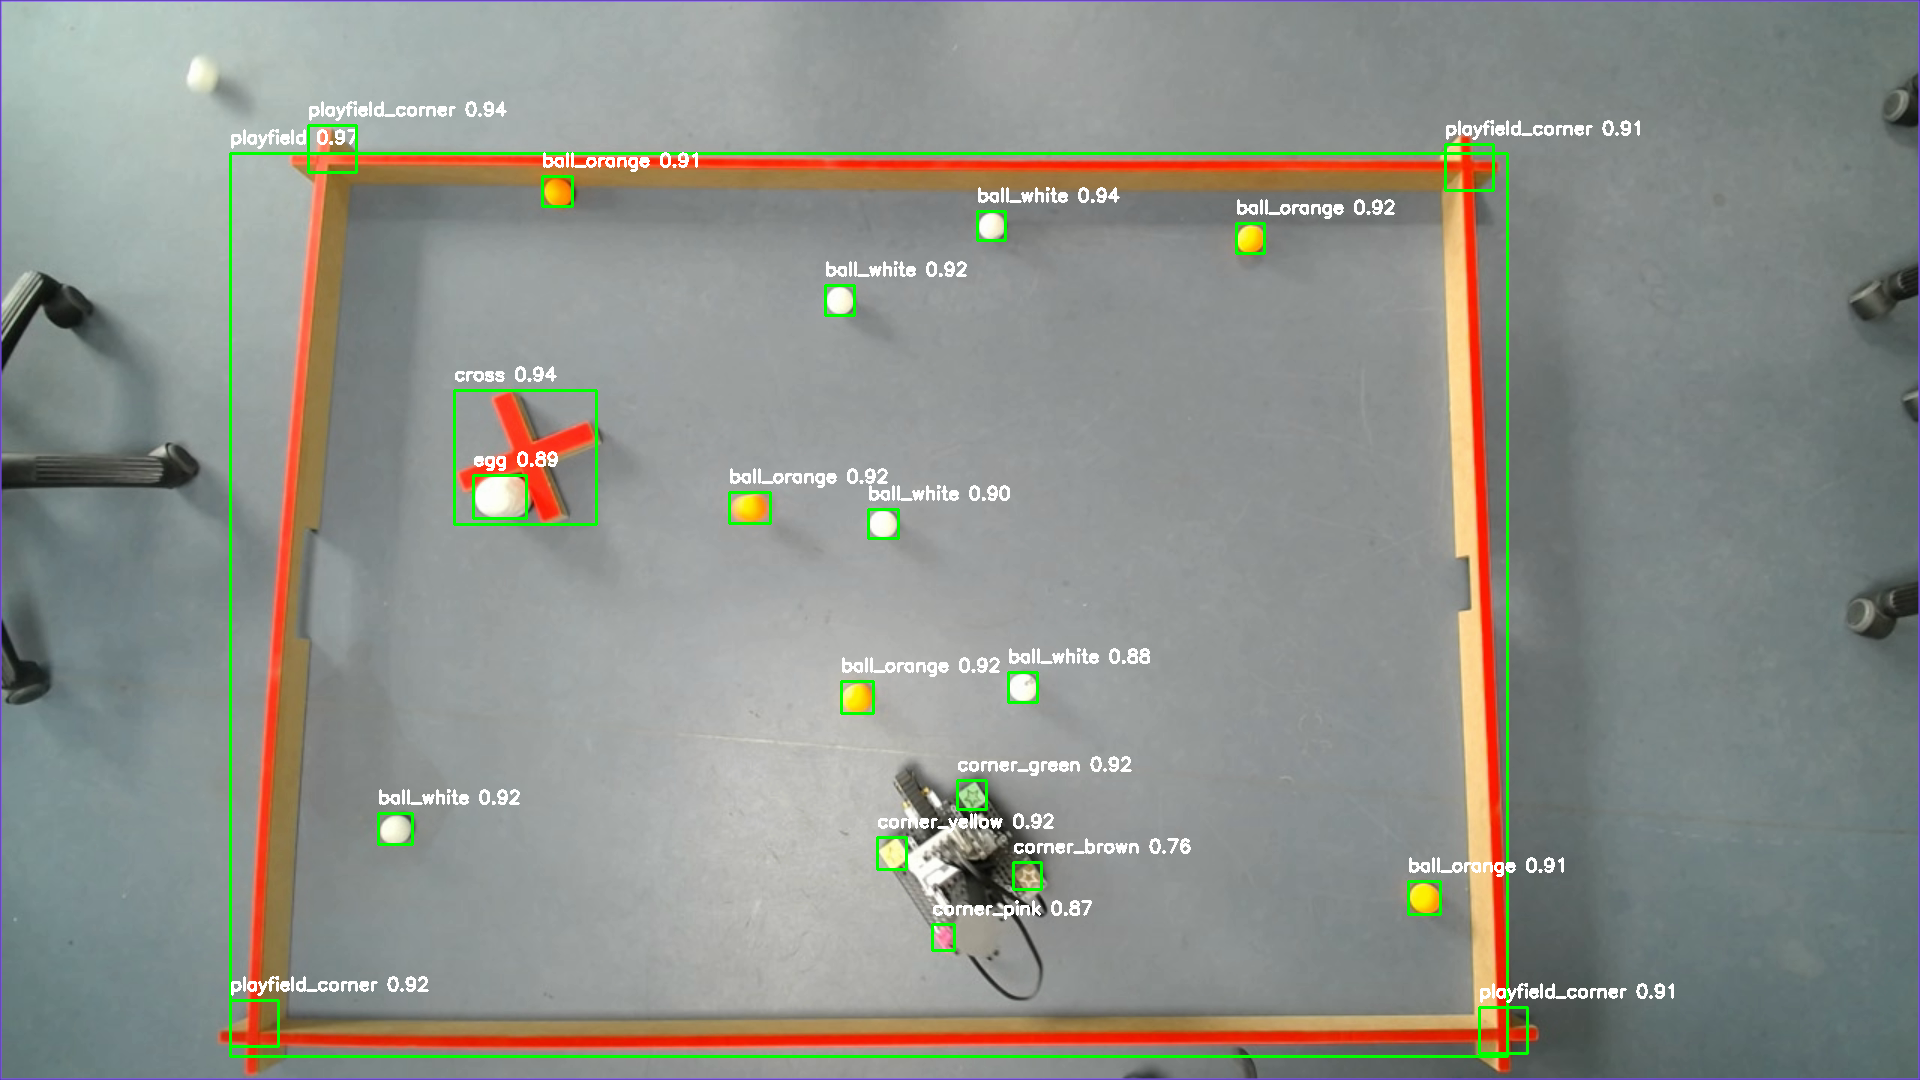 playfield_corner 0.94
playfield 0.97
playfield_corner 0.91
ball_orange 0.91
ball_white 0.94
ball_orange 0.92
ball_white 0.92
cross 0.94
egg 0.89
ball_orange 0.92
ball_white 0.90
ball_orange 0.92
ball_white 0.88
corner_green 0.92
ball_white 0.92
corner_yellow 0.92
corner_brown 0.76
ball_orange 0.91
corner_pink 0.87
playfield_corner 0.92
playfield_corner 0.91